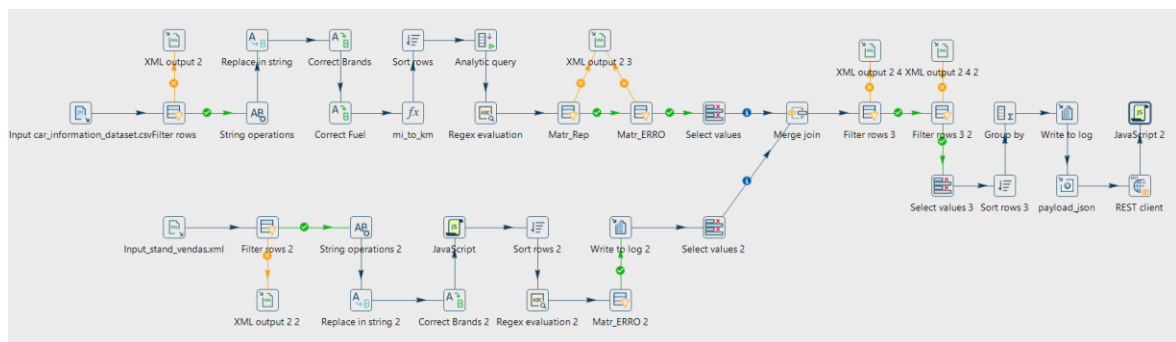 XML output 2
Replace in string
Correct Brands
Sort rows
Analytic query
XML output 2 3
XML output 2 4
XML output 2 4 2
Input car_information_dataset.csv
Filter rows
String operations
Correct Fuel
mi_to_km
Regex evaluation
Matr_Rep
Matr_ERRO
Select values
Merge join
Filter rows 3
Filter rows 3 2
Group by
Write to log
JavaScript 2
Select values 3
Sort rows 3
payload_json
REST client
Input_stand_vendas.xml
Filter rows 2
String operations 2
JavaScript
Sort rows 2
Write to log 2
Select values 2
XML output 2 2
Replace in string 2
Correct Brands 2
Regex evaluation 2
Matr_ERRO 2